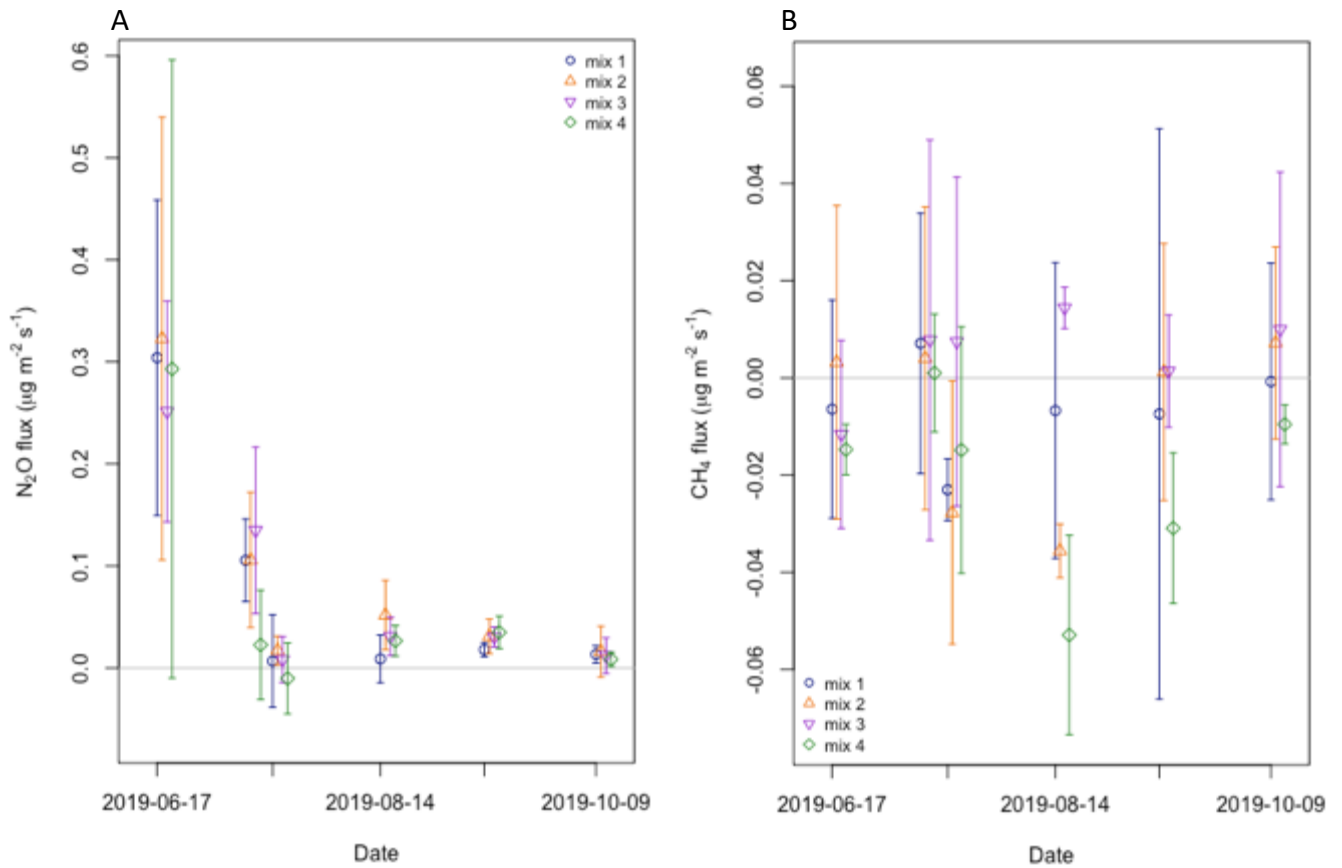 A
N₂O flux (μg m⁻² s⁻¹)
0.6
0.5
0.4
0.3
0.2
0.1
0.0
mix 1
mix 2
mix 3
mix 4
2019-06-17
2019-08-14
2019-10-09
Date
B
CH₄ flux (μg m⁻² s⁻¹)
0.06
0.04
0.02
0.00
-0.02
-0.04
-0.06
mix 1
mix 2
mix 3
mix 4
2019-06-17
2019-08-14
2019-10-09
Date